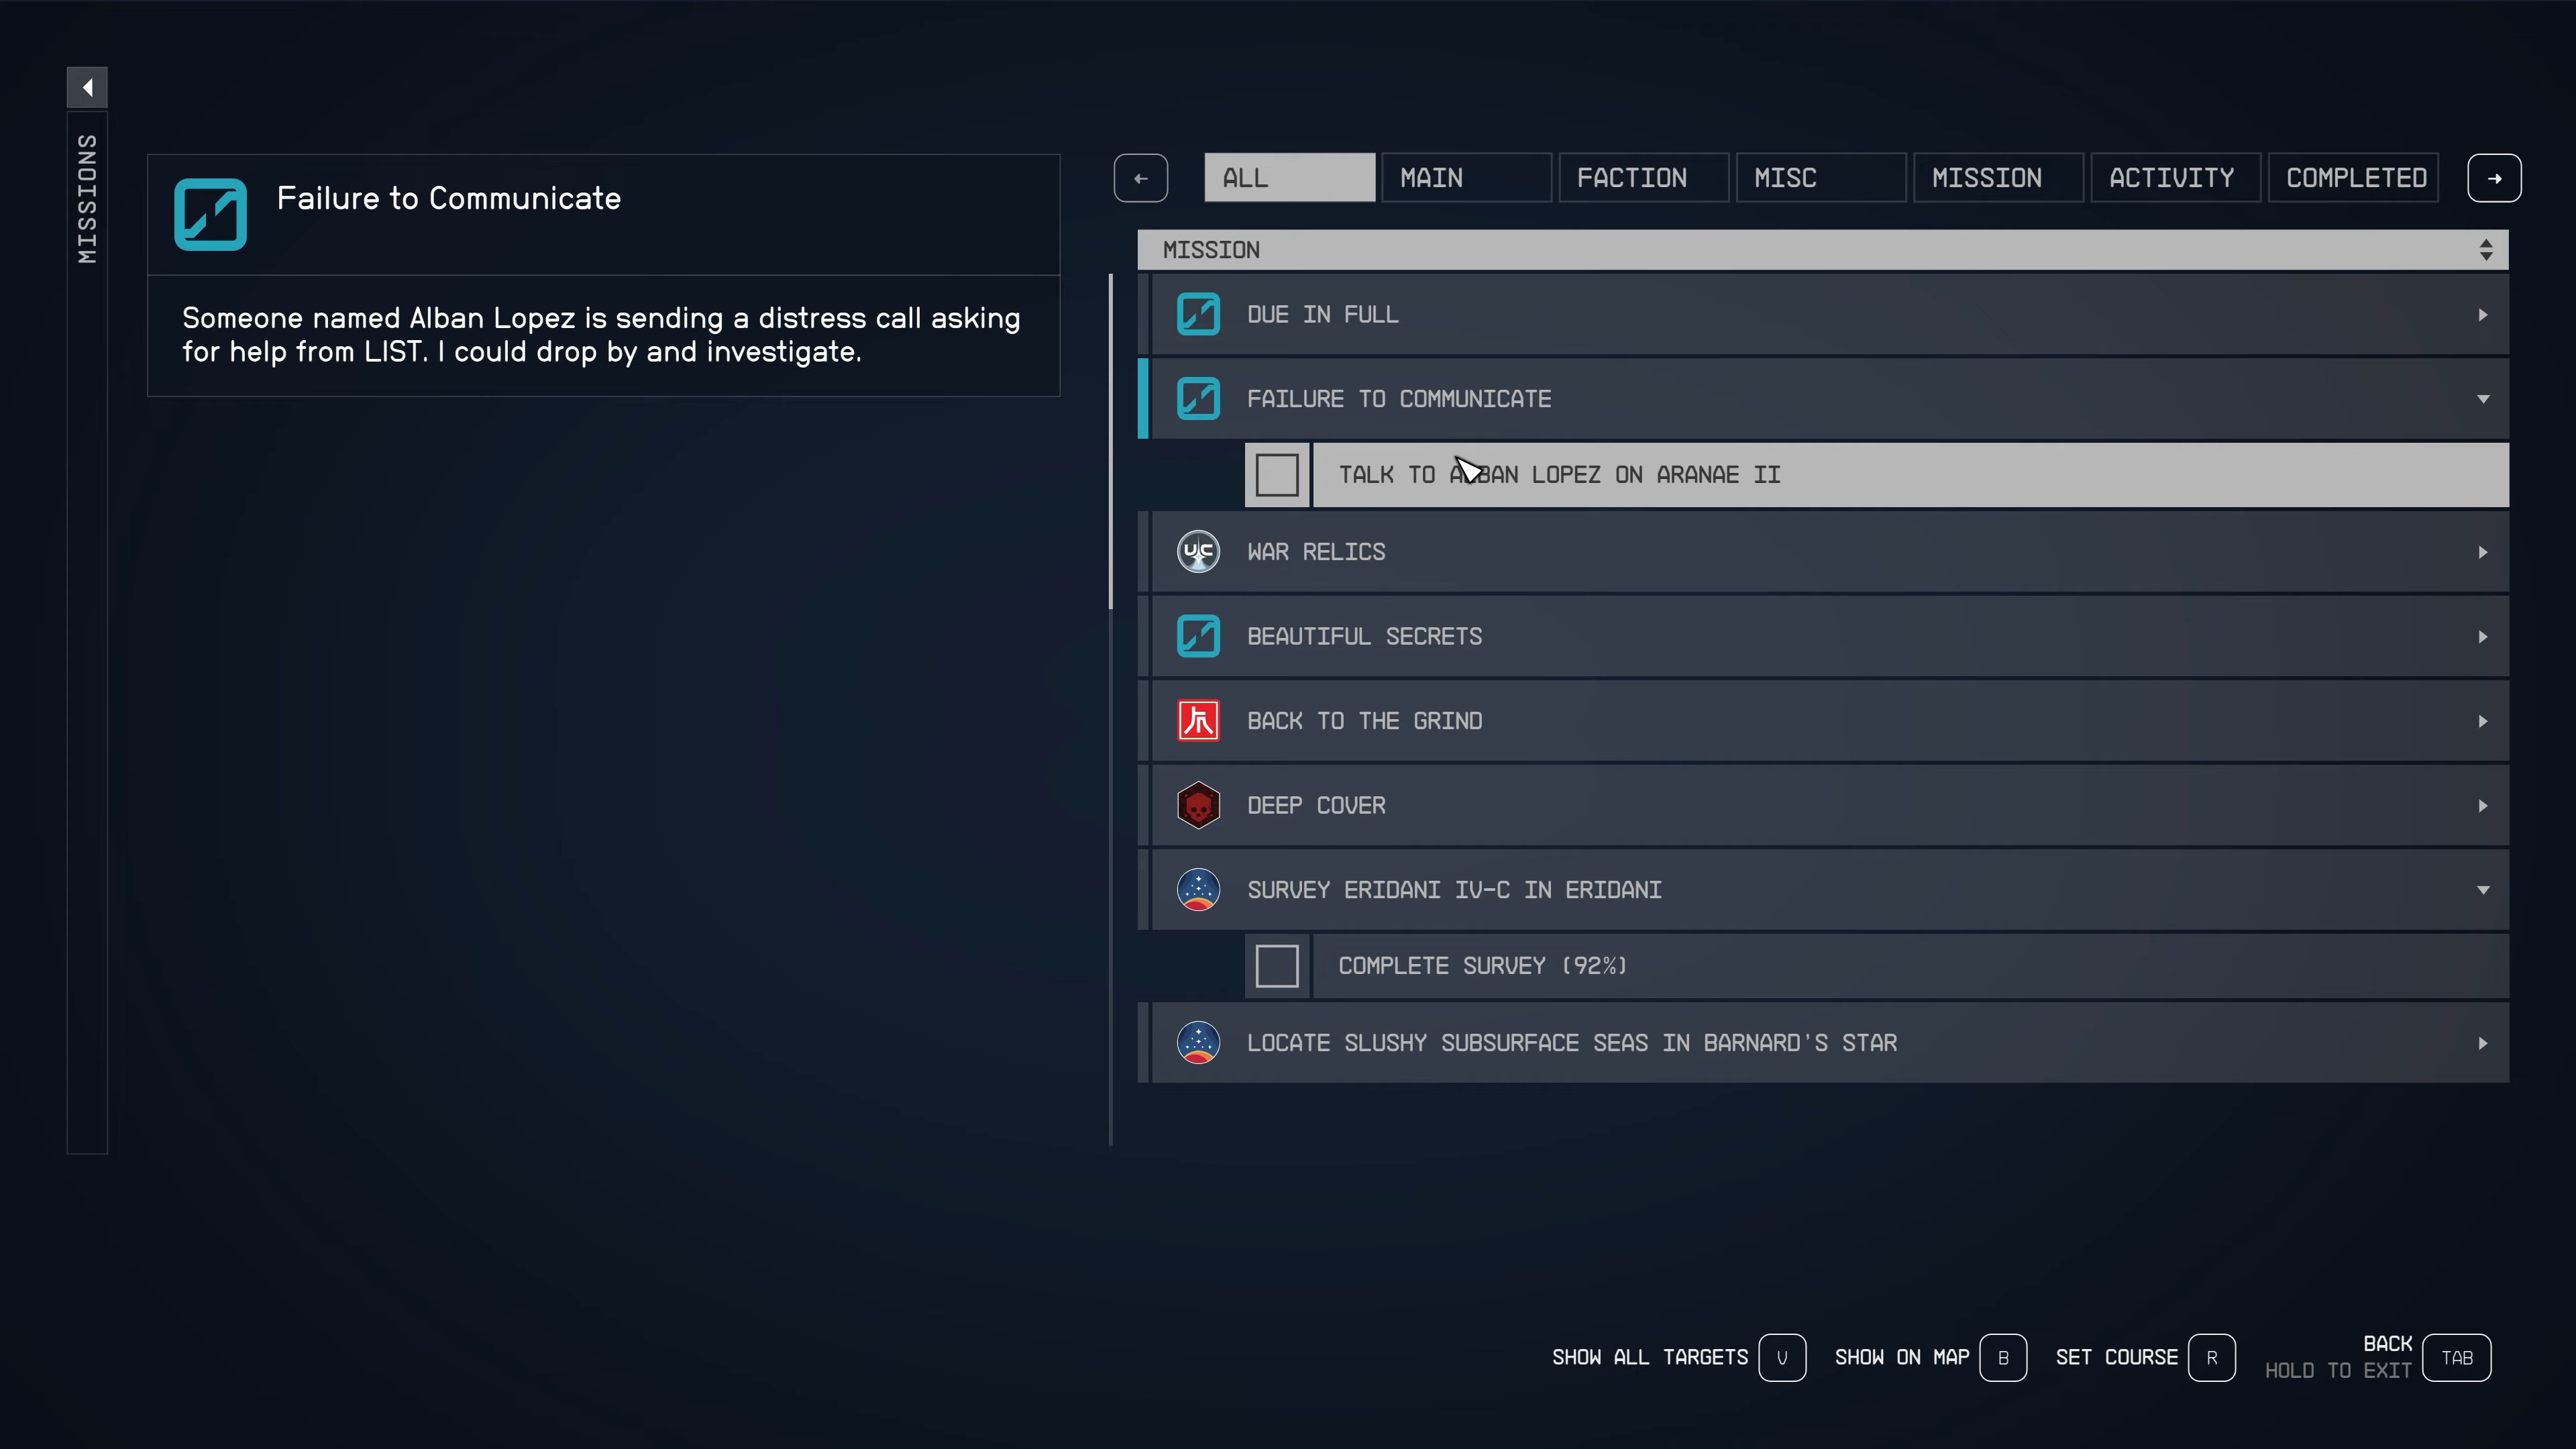 MISSIONS
Failure to Communicate
Someone named Alban Lopez is sending a distress call asking
for help from LIST. I could drop by and investigate.
ALL
MAIN
FACTION
MISC
MISSION
ACTIVITY
COMPLETED
MISSION
DUE IN FULL
FAILURE TO COMMUNICATE
TALK TO ALBAN LOPEZ ON ARANAE II
UC
WAR RELICS
BEAUTIFUL SECRETS
BACK TO THE GRIND
DEEP COVER
SURVEY ERIDANI IV-C IN ERIDANI
COMPLETE SURVEY (92%)
LOCATE SLUSHY SUBSURFACE SEAS IN BARNARD'S STAR
SHOW ALL TARGETS V
SHOW ON MAP B
SET COURSE R
BACK
HOLD TO EXIT
TAB